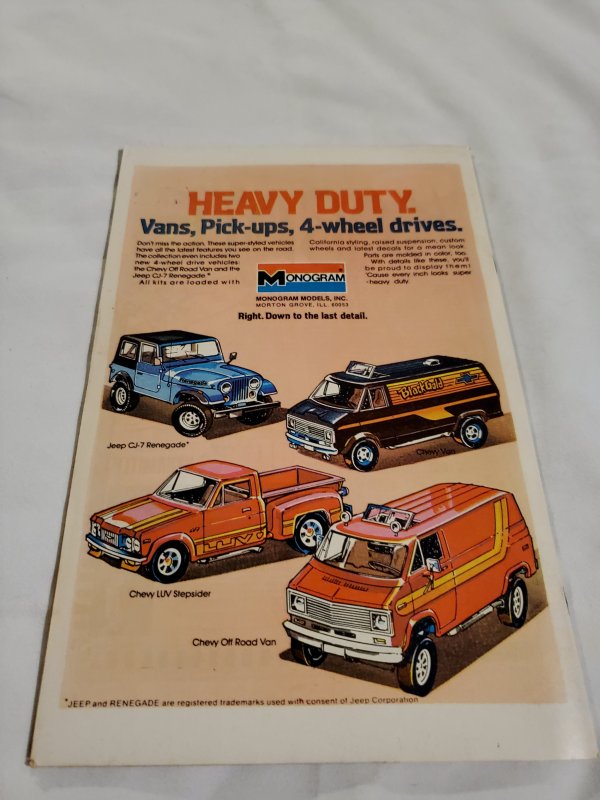 HEAVY DUTY.
Vans, Pick-ups, 4-wheel drives.
Don't miss the action. These super-styled vehicles
have all the latest features you see on the road.
The collection even includes two
new 4-wheel drive vehicles:
the Chevy Off Road Van and the
Jeep CJ-7 Renegade*
All kits are loaded with
California styling, raised suspension, custom
wheels and latest decals for a mean look.
Parts are molded in color, too.
With details like these, you'll
be proud to display them!
'Cause every inch looks super
-heavy duty.
MONOGRAM
MONOGRAM MODELS, INC.
MORTON GROVE, ILL. 60053
Right. Down to the last detail.
Renegade
Jeep CJ-7 Renegade*
Black Gold
Chevy Van
LUV
Chevy LUV Stepsider
Chevy Off Road Van
*JEEP and RENEGADE are registered trademarks used with consent of Jeep Corporation